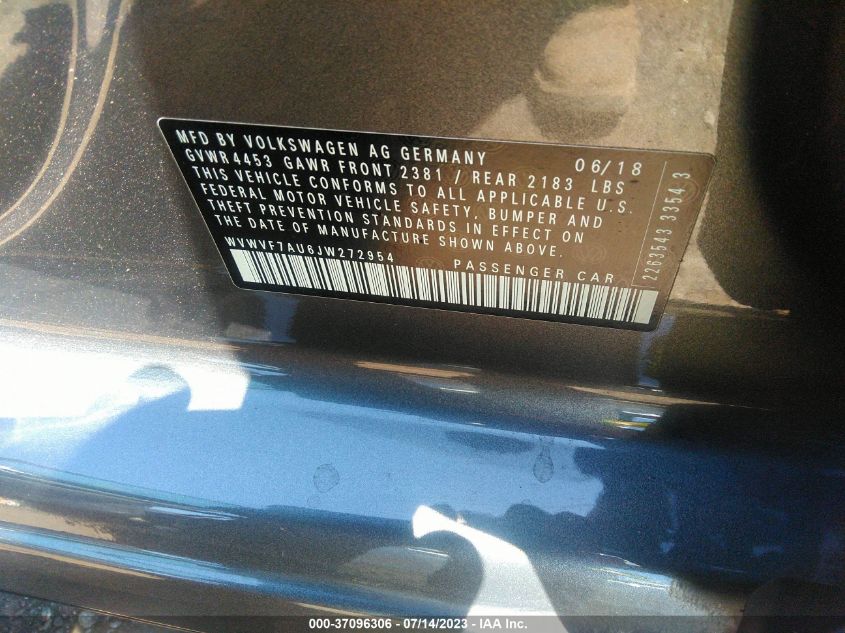 MFD BY VOLKSWAGEN AG GERMANY 06/18
GVWR 4453 GAWR FRONT 2381 / REAR 2183 LBS
THIS VEHICLE CONFORMS TO ALL APPLICABLE U.S.
FEDERAL MOTOR VEHICLE SAFETY, BUMPER AND
THEFT PREVENTION STANDARDS IN EFFECT ON
THE DATE OF MANUFACTURE SHOWN ABOVE.
WVWVF7AU6JW272954 PASSENGER CAR
2263543 3354 3
000-37096306 - 07/14/2023 - IAA Inc.